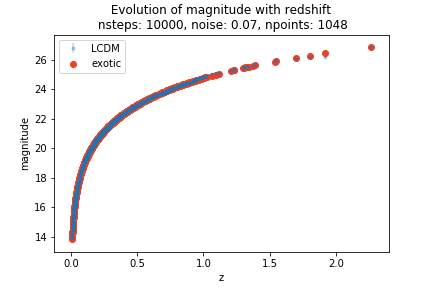 Evolution of magnitude with redshift
nsteps: 10000, noise: 0.07, npoints: 1048
LCDM
exotic
magnitude
26
24
22
20
18
16
14
0.0 0.5 1.0 1.5 2.0
z